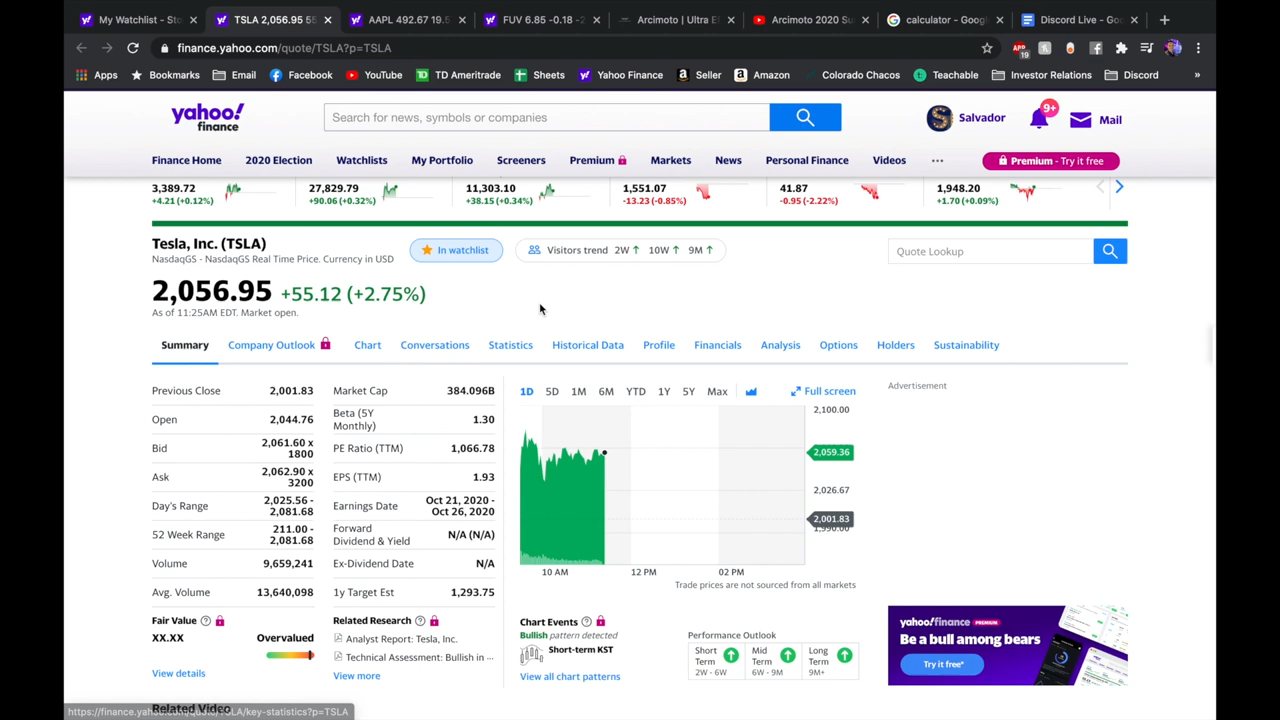 My Watchlist - Sto
TSLA 2,056.95 55
AAPL 492.67 19.5
FUV 6.85 -0.18 -2
Arcimoto | Ultra Ef
Arcimoto 2020 Su
calculator - Google
Discord Live - Goo
finance.yahoo.com/quote/TSLA?p=TSLA
19
Apps
Bookmarks
Email
Facebook
YouTube
TD Ameritrade
Sheets
Yahoo Finance
Seller
Amazon
Colorado Chacos
Teachable
Investor Relations
Discord
»
yahoo!
finance
Search for news, symbols or companies
Salvador
9+
Mail
Finance Home
2020 Election
Watchlists
My Portfolio
Screeners
Premium
Markets
News
Personal Finance
Videos
Premium - Try it free
3,389.72
+4.21 (+0.12%)
27,829.79
+90.06 (+0.32%)
11,303.10
+38.15 (+0.34%)
1,551.07
-13.23 (-0.85%)
41.87
-0.95 (-2.22%)
1,948.20
+1.70 (+0.09%)
Tesla, Inc. (TSLA)
NasdaqGS - NasdaqGS Real Time Price. Currency in USD
In watchlist
Visitors trend 2W↑ 10W↑ 9M↑
Quote Lookup
2,056.95 +55.12 (+2.75%)
As of 11:25AM EDT. Market open.
Summary
Company Outlook
Chart
Conversations
Statistics
Historical Data
Profile
Financials
Analysis
Options
Holders
Sustainability
Previous Close 2,001.83
Open 2,044.76
Bid 2,061.60 x
1800
Ask 2,062.90 x
3200
Day's Range 2,025.56 -
2,081.68
52 Week Range 211.00 -
2,081.68
Volume 9,659,241
Avg. Volume 13,640,098
Market Cap 384.096B
Beta (5Y
Monthly) 1.30
PE Ratio (TTM) 1,066.78
EPS (TTM) 1.93
Earnings Date Oct 21, 2020 -
Oct 26, 2020
Forward
Dividend & Yield N/A (N/A)
Ex-Dividend Date N/A
1y Target Est 1,293.75
1D 5D 1M 6M YTD 1Y 5Y Max
Full screen
2,100.00
2,059.36
2,026.67
2,001.83
1,990.00
10 AM 12 PM 02 PM
Trade prices are not sourced from all markets
Advertisement
Fair Value
XX.XX Overvalued
View details
Related Research
Analyst Report: Tesla, Inc.
Technical Assessment: Bullish in ...
View more
Chart Events
Bullish pattern detected
Short-term KST
View all chart patterns
Performance Outlook
Short
Term
2W - 6W
Mid
Term
6W - 9M
Long
Term
9M+
yahoo! finance PREMIUM
Be a bull among bears
Try it free*
Related Video
https://finance.yahoo.com/quote/TSLA/key-statistics?p=TSLA